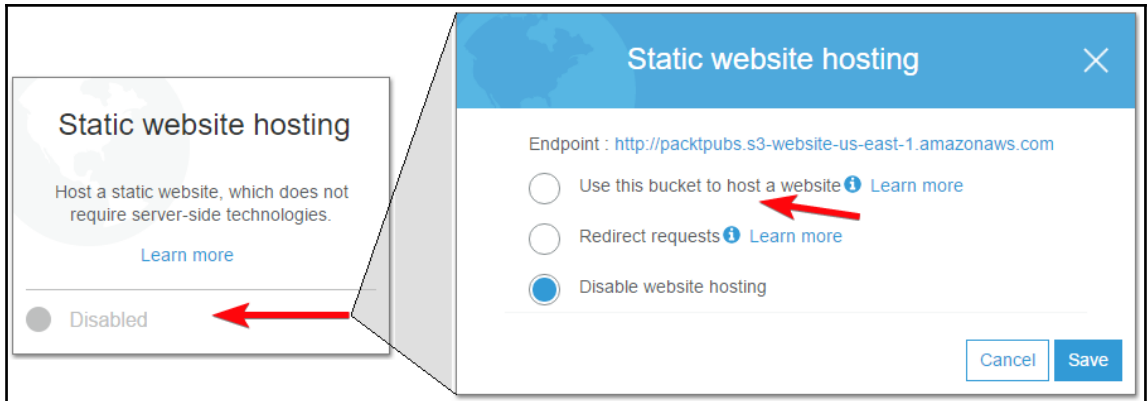 Static website hosting
Host a static website, which does not
require server-side technologies.
Learn more
Disabled
Static website hosting
Endpoint : http://packtpubs.s3-website-us-east-1.amazonaws.com
Use this bucket to host a website Learn more
Redirect requests Learn more
Disable website hosting
Cancel Save